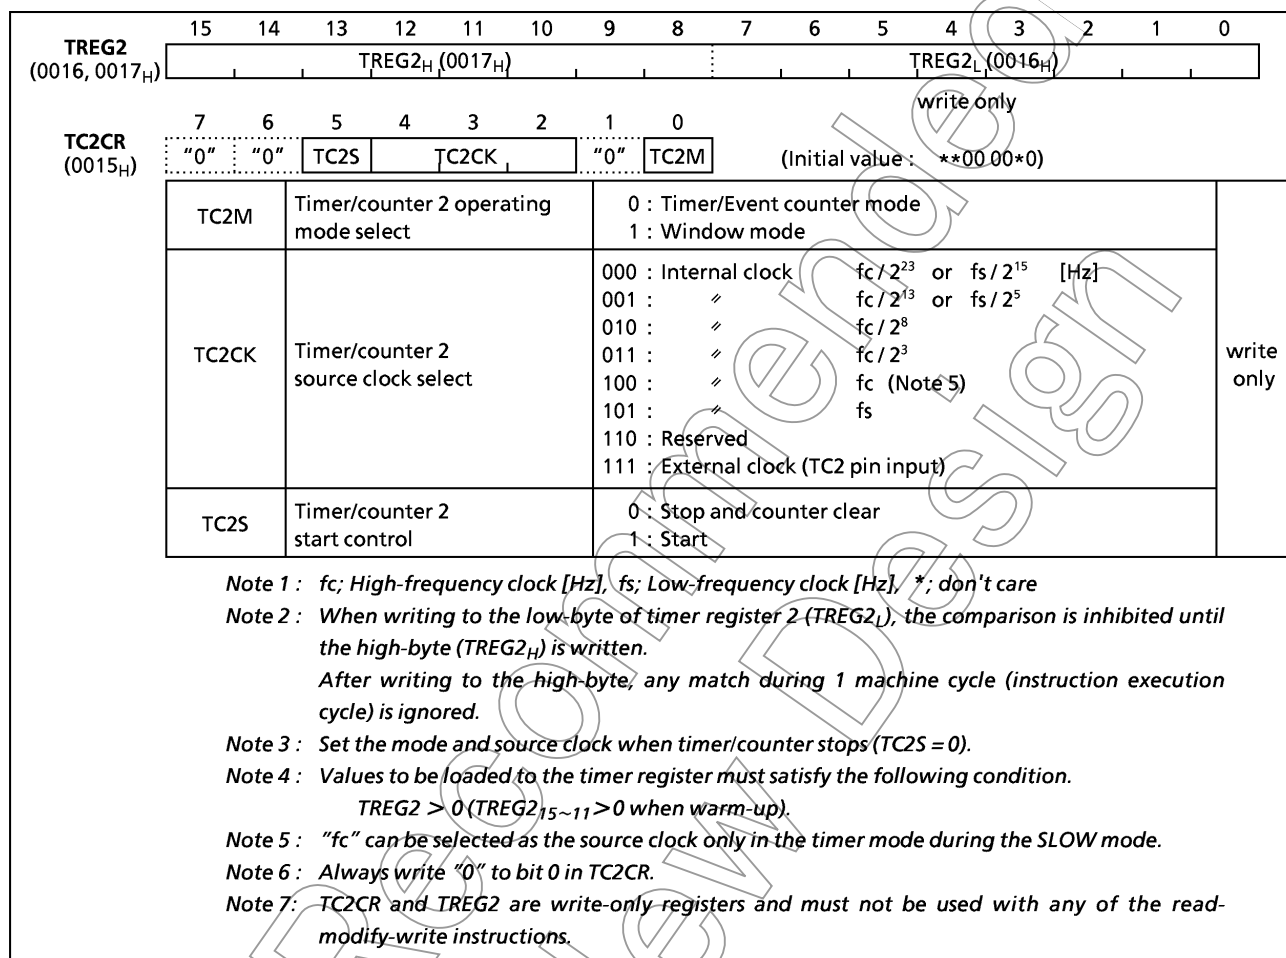 15 14 13 12 11 10 9 8 7 6 5 4 3 2 1 0
TREG2
(0016, 0017H) TREG2H (0017H) TREG2L (0016H)
write only
7 6 5 4 3 2 1 0
TC2CR
(0015H) “0” “0” TC2S TC2CK “0” TC2M (Initial value : **00 00*0)
TC2M Timer/counter 2 operating mode select
0 : Timer/Event counter mode
1 : Window mode
TC2CK Timer/counter 2 source clock select
000 : Internal clock fc / 2^23 or fs / 2^15 [Hz]
001 : 〃 fc / 2^13 or fs / 2^5
010 : 〃 fc / 2^8
011 : 〃 fc / 2^3
100 : 〃 fc (Note 5)
101 : 〃 fs
110 : Reserved
111 : External clock (TC2 pin input)
TC2S Timer/counter 2 start control
0 : Stop and counter clear
1 : Start
write only
Note 1 : fc; High-frequency clock [Hz], fs; Low-frequency clock [Hz], *; don't care
Note 2 : When writing to the low-byte of timer register 2 (TREG2L), the comparison is inhibited until
the high-byte (TREG2H) is written.
After writing to the high-byte, any match during 1 machine cycle (instruction execution
cycle) is ignored.
Note 3 : Set the mode and source clock when timer/counter stops (TC2S = 0).
Note 4 : Values to be loaded to the timer register must satisfy the following condition.
TREG2 > 0 (TREG215~11 > 0 when warm-up).
Note 5 : "fc" can be selected as the source clock only in the timer mode during the SLOW mode.
Note 6 : Always write "0" to bit 0 in TC2CR.
Note 7: TC2CR and TREG2 are write-only registers and must not be used with any of the read-
modify-write instructions.
Recommended
Design